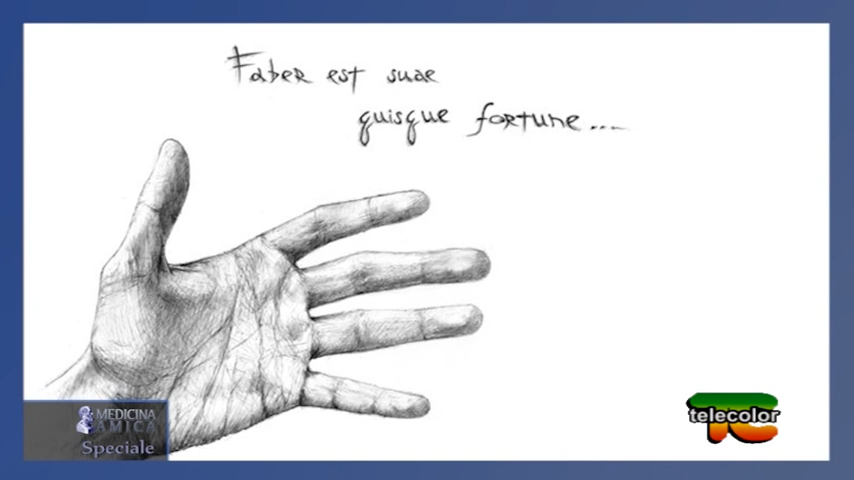 Faber est suae
quisque fortune...
MEDICINA
AMICA
Speciale
telecolor